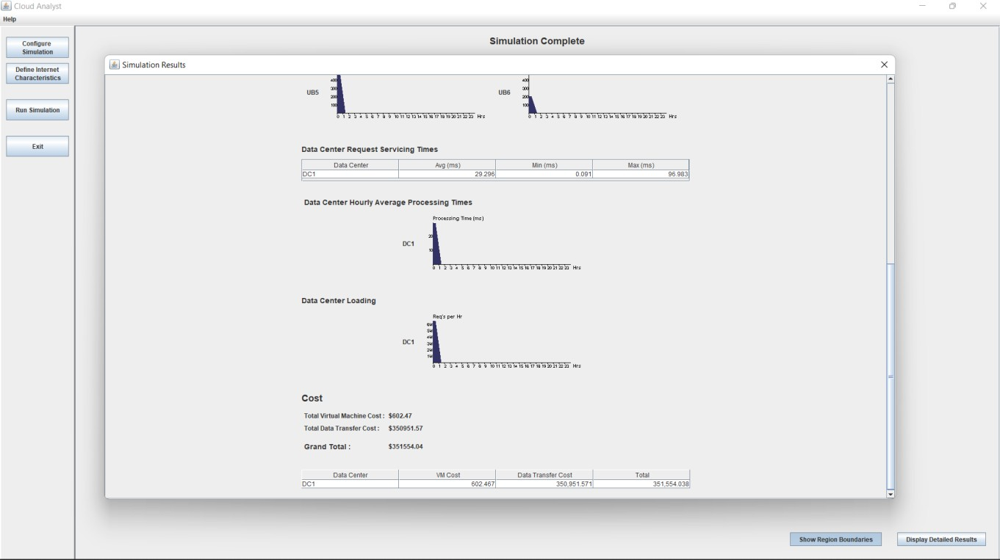 Cloud Analyst
Help
Configure
Simulation
Define Internet
Characteristics
Run Simulation
Exit
Simulation Complete
Simulation Results
UB5
400
300
200
100
0 1 2 3 4 5 6 7 8 9 10 11 12 13 14 15 16 17 18 19 20 21 22 23 Hrs
UB6
400
300
200
100
0 1 2 3 4 5 6 7 8 9 10 11 12 13 14 15 16 17 18 19 20 21 22 23 Hrs
Data Center Request Servicing Times
Data Center Avg (ms) Min (ms) Max (ms)
DC1 29.296 0.091 96.983
Data Center Hourly Average Processing Times
Processing Time (ms)
DC1
20
10
0 1 2 3 4 5 6 7 8 9 10 11 12 13 14 15 16 17 18 19 20 21 22 23 Hrs
Data Center Loading
Req's per Hr
DC1
6M
5M
4M
3M
2M
1M
0 1 2 3 4 5 6 7 8 9 10 11 12 13 14 15 16 17 18 19 20 21 22 23 Hrs
Cost
Total Virtual Machine Cost : $602.47
Total Data Transfer Cost : $350951.57
Grand Total : $351554.04
Data Center VM Cost Data Transfer Cost Total
DC1 602.467 350,951.571 351,554.038
Show Region Boundaries
Display Detailed Results